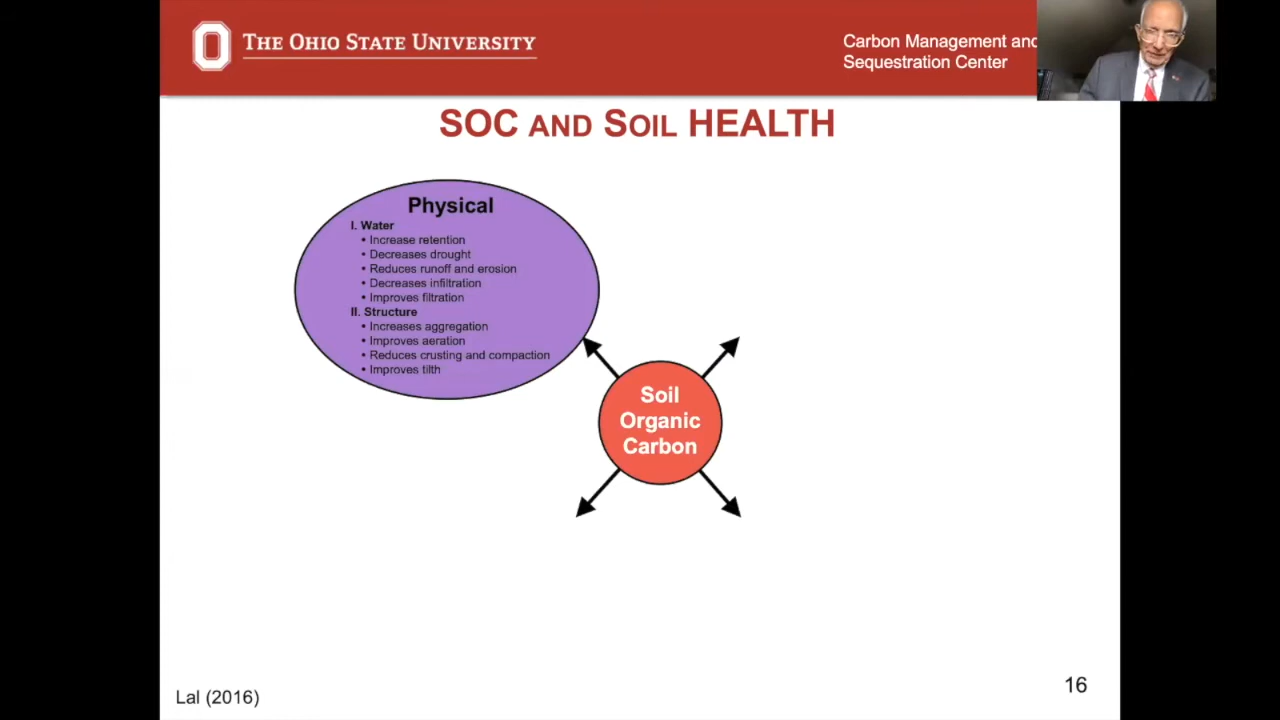 THE OHIO STATE UNIVERSITY
Carbon Management and
Sequestration Center
SOC AND SOIL HEALTH
Physical
I. Water
• Increase retention
• Decreases drought
• Reduces runoff and erosion
• Decreases infiltration
• Improves filtration
II. Structure
• Increases aggregation
• Improves aeration
• Reduces crusting and compaction
• Improves tilth
Soil
Organic
Carbon
Lal (2016)
16